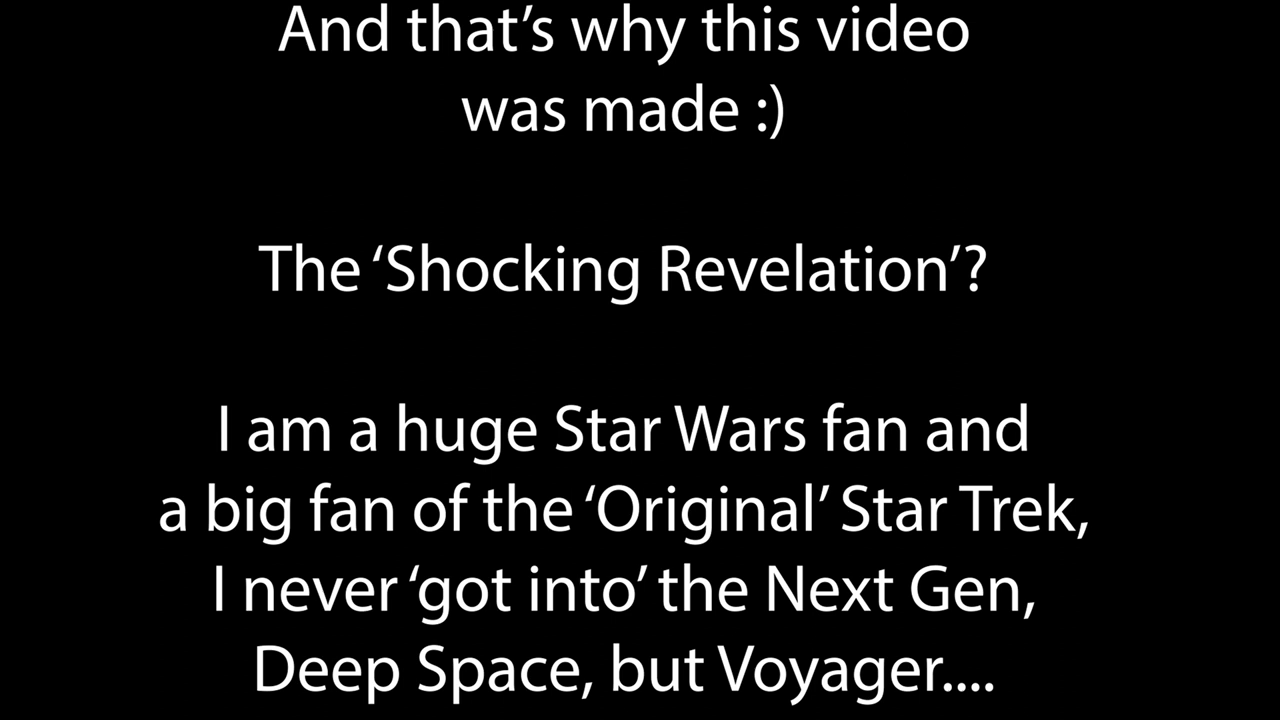 And that’s why this video
was made :)
The ‘Shocking Revelation’?
I am a huge Star Wars fan and
a big fan of the ‘Original’ Star Trek,
I never ‘got into’ the Next Gen,
Deep Space, but Voyager....